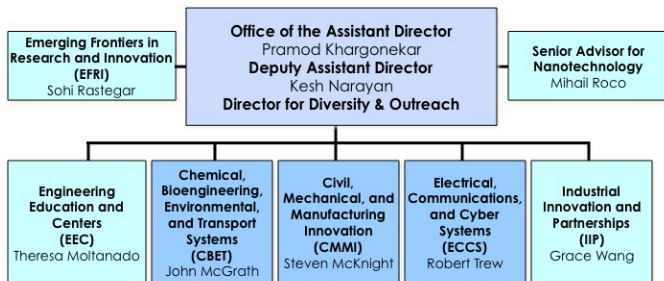 Emerging Frontiers in
Research and Innovation
(EFRI)
Sohi Rastegar
Office of the Assistant Director
Pramod Khargonekar
Deputy Assistant Director
Kesh Narayan
Director for Diversity & Outreach
Senior Advisor for
Nanotechnology
Mihail Roco
Engineering
Education and
Centers
(EEC)
Theresa Moltanado
Chemical,
Bioengineering,
Environmental,
and Transport
Systems
(CBET)
John McGrath
Civil,
Mechanical, and
Manufacturing
Innovation
(CMMI)
Steven McKnight
Electrical,
Communications,
and Cyber
Systems
(ECCS)
Robert Trew
Industrial
Innovation and
Partnerships
(IIP)
Grace Wang